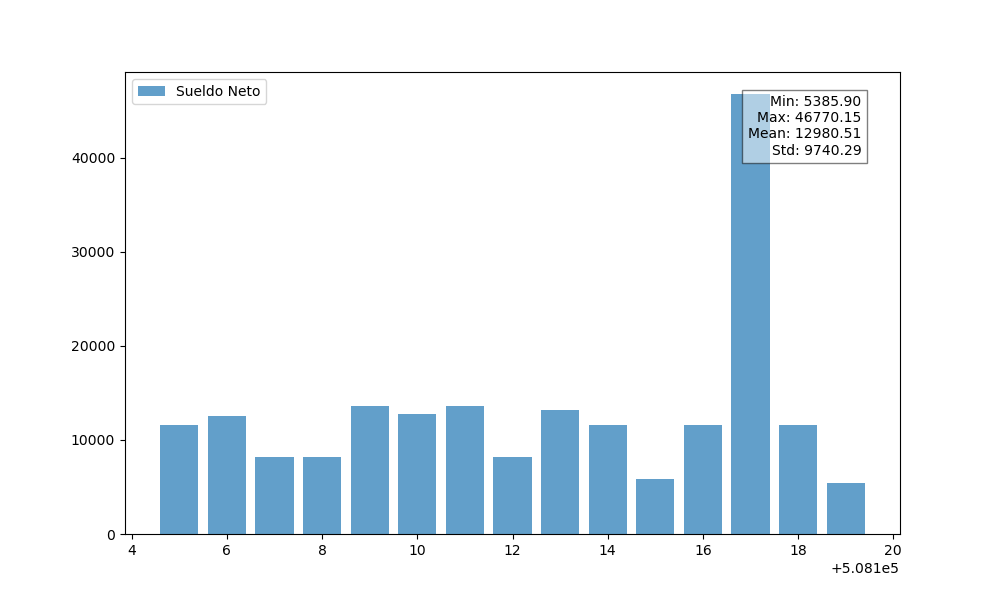 Sueldo Neto
Min: 5385.90
Max: 46770.15
Mean: 12980.51
Std: 9740.29
40000
30000
20000
10000
0
4 6 8 10 12 14 16 18 20
+5.081e5